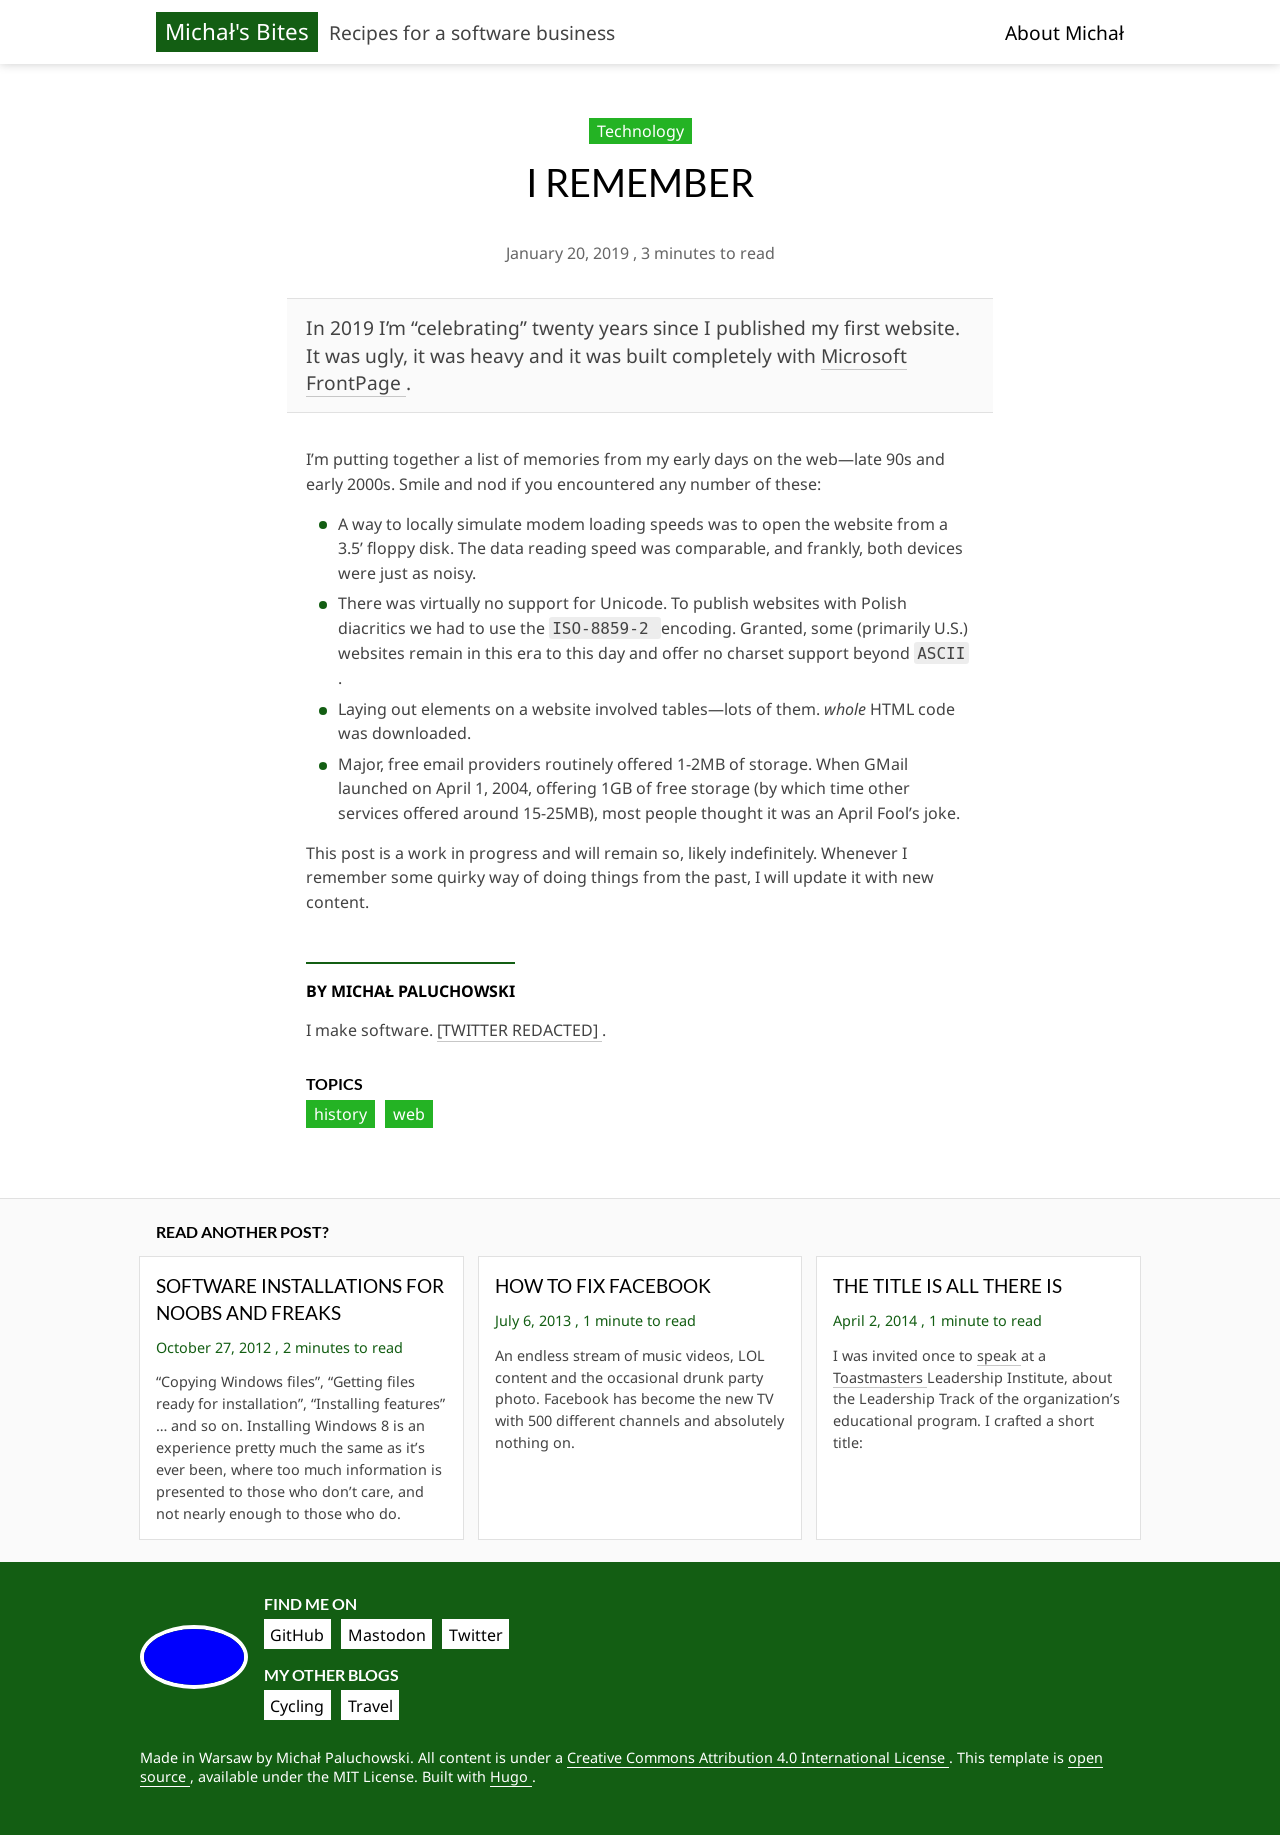 Michał's Bites
Recipes for a software business
About Michał
Technology
I REMEMBER
January 20, 2019 , 3 minutes to read
In 2019 I’m “celebrating” twenty years since I published my first website.
It was ugly, it was heavy and it was built completely with Microsoft
FrontPage .
I’m putting together a list of memories from my early days on the web—late 90s and
early 2000s. Smile and nod if you encountered any number of these:
A way to locally simulate modem loading speeds was to open the website from a
3.5’ floppy disk. The data reading speed was comparable, and frankly, both devices
were just as noisy.
There was virtually no support for Unicode. To publish websites with Polish
diacritics we had to use the ISO-8859-2 encoding. Granted, some (primarily U.S.)
websites remain in this era to this day and offer no charset support beyond ASCII
.
Laying out elements on a website involved tables—lots of them. whole HTML code
was downloaded.
Major, free email providers routinely offered 1-2MB of storage. When GMail
launched on April 1, 2004, offering 1GB of free storage (by which time other
services offered around 15-25MB), most people thought it was an April Fool’s joke.
This post is a work in progress and will remain so, likely indefinitely. Whenever I
remember some quirky way of doing things from the past, I will update it with new
content.
BY MICHAŁ PALUCHOWSKI
I make software. [TWITTER REDACTED] .
TOPICS
history web
READ ANOTHER POST?
SOFTWARE INSTALLATIONS FOR
NOOBS AND FREAKS
October 27, 2012 , 2 minutes to read
“Copying Windows files”, “Getting files
ready for installation”, “Installing features”
… and so on. Installing Windows 8 is an
experience pretty much the same as it’s
ever been, where too much information is
presented to those who don’t care, and
not nearly enough to those who do.
HOW TO FIX FACEBOOK
July 6, 2013 , 1 minute to read
An endless stream of music videos, LOL
content and the occasional drunk party
photo. Facebook has become the new TV
with 500 different channels and absolutely
nothing on.
THE TITLE IS ALL THERE IS
April 2, 2014 , 1 minute to read
I was invited once to speak at a
Toastmasters Leadership Institute, about
the Leadership Track of the organization’s
educational program. I crafted a short
title:
FIND ME ON
GitHub Mastodon Twitter
MY OTHER BLOGS
Cycling Travel
Made in Warsaw by Michał Paluchowski. All content is under a Creative Commons Attribution 4.0 International License . This template is open
source , available under the MIT License. Built with Hugo .